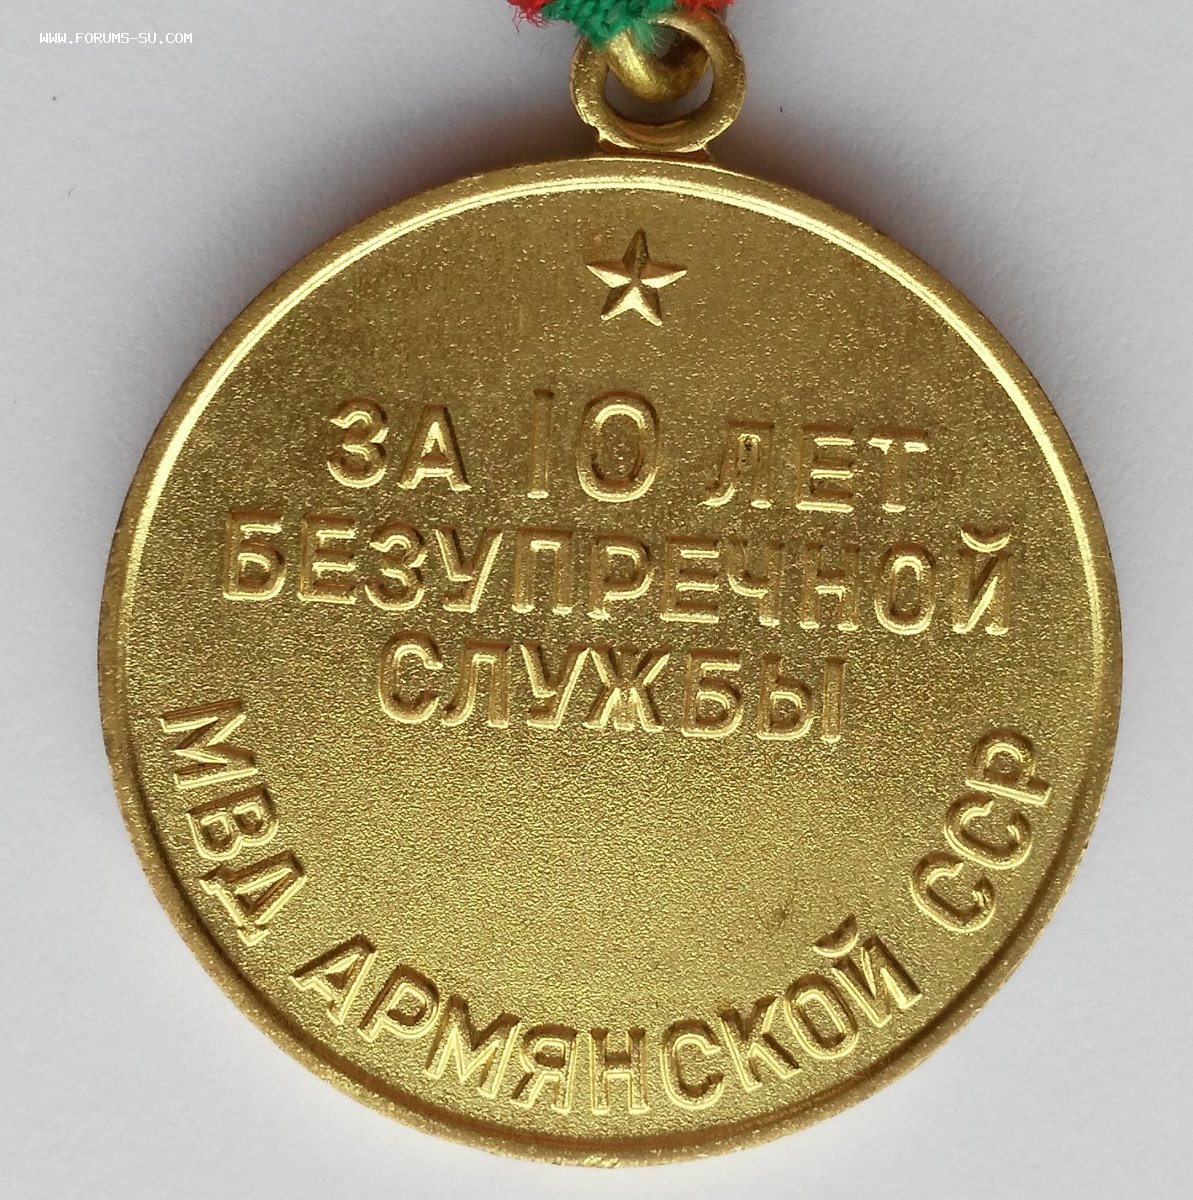 WWW.FORUMS-SU.COM
ЗА 10 ЛЕТ
БЕЗУПРЕЧНОЙ
СЛУЖБЫ
МВД АРМЯНСКОЙ ССР